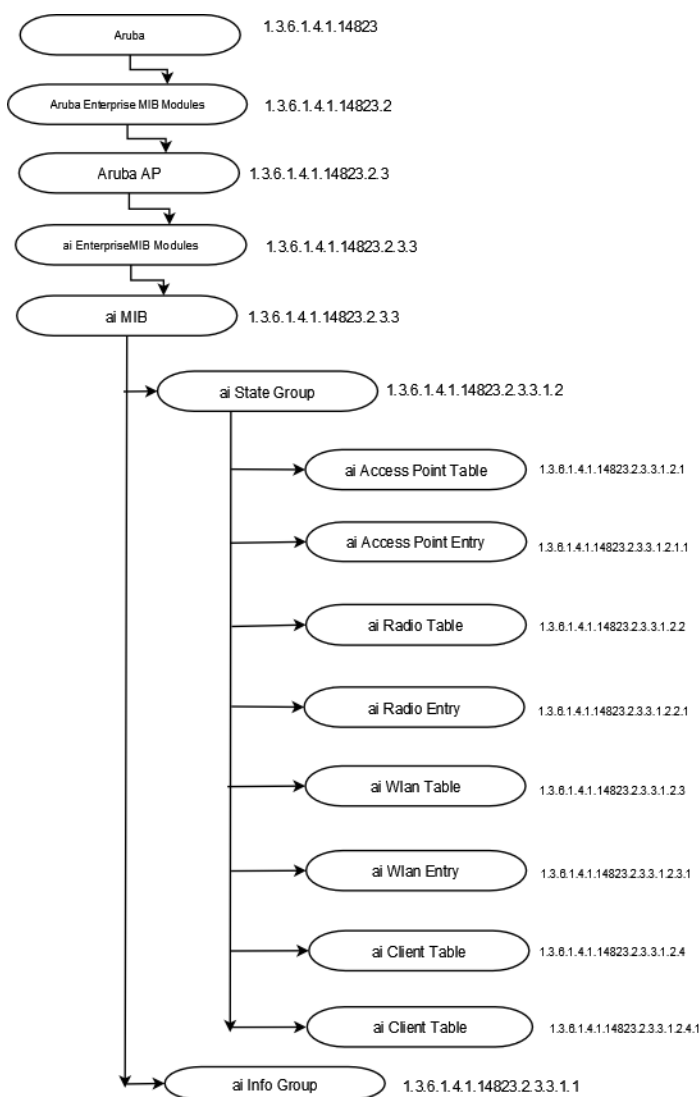 Aruba
1.3.6.1.4.1.14823
Aruba Enterprise MIB Modules
1.3.6.1.4.1.14823.2
Aruba AP
1.3.6.1.4.1.14823.2.3
ai EnterpriseMIB Modules
1.3.6.1.4.1.14823.2.3.3
ai MIB
1.3.6.1.4.1.14823.2.3.3
ai State Group
1.3.6.1.4.1.14823.2.3.3.1.2
ai Access Point Table
1.3.6.1.4.1.14823.2.3.3.1.2.1
ai Access Point Entry
1.3.6.1.4.1.14823.2.3.3.1.2.1.1
ai Radio Table
1.3.6.1.4.1.14823.2.3.3.1.2.2
ai Radio Entry
1.3.6.1.4.1.14823.2.3.3.1.2.2.1
ai Wlan Table
1.3.6.1.4.1.14823.2.3.3.1.2.3
ai Wlan Entry
1.3.6.1.4.1.14823.2.3.3.1.2.3.1
ai Client Table
1.3.6.1.4.1.14823.2.3.3.1.2.4
ai Client Table
1.3.6.1.4.1.14823.2.3.3.1.2.4.1
ai Info Group
1.3.6.1.4.1.14823.2.3.3.1.1